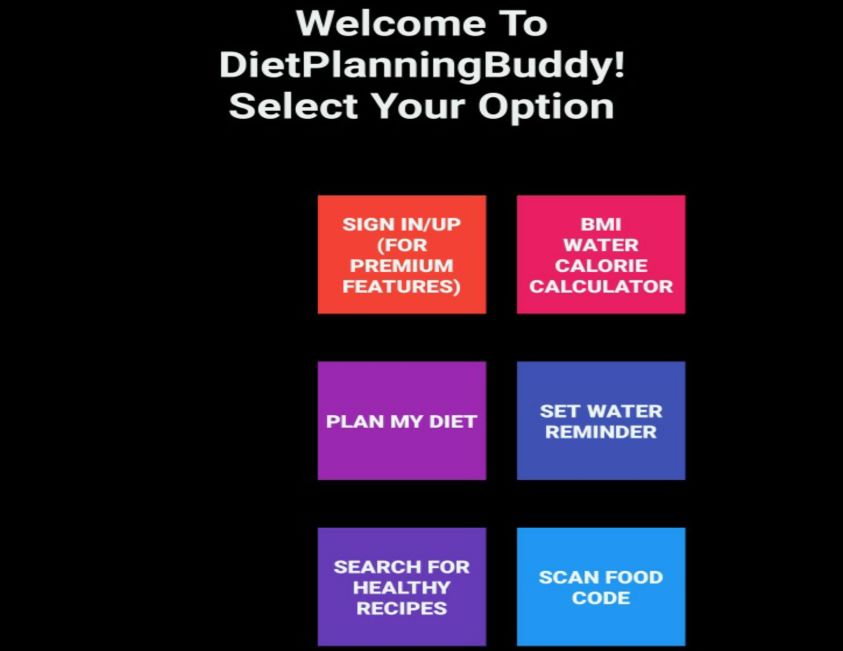 Welcome To
DietPlanningBuddy!
Select Your Option
SIGN IN/UP
(FOR
PREMIUM
FEATURES)
BMI
WATER
CALORIE
CALCULATOR
PLAN MY DIET
SET WATER
REMINDER
SEARCH FOR
HEALTHY
RECIPES
SCAN FOOD
CODE